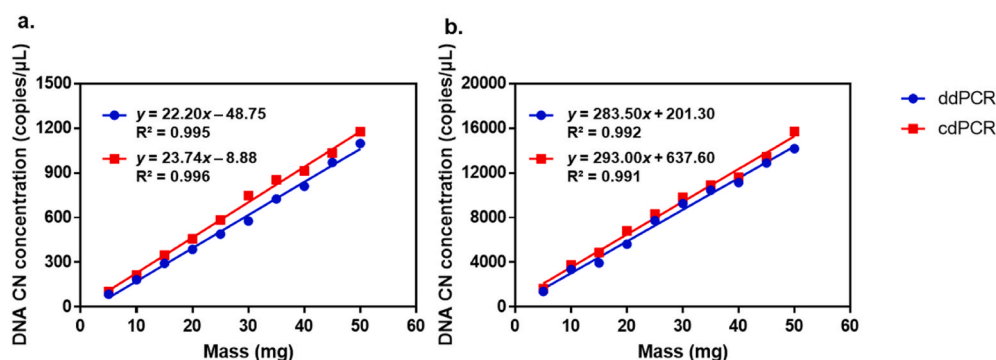 a.
DNA CN concentration (copies/μL)
1500
1200
900
600
300
0
y = 22.20x − 48.75
R² = 0.995
y = 23.74x − 8.88
R² = 0.996
0 10 20 30 40 50 60
Mass (mg)
b.
DNA CN concentration (copies/μL)
20000
16000
12000
8000
4000
0
y = 283.50x + 201.30
R² = 0.992
y = 293.00x + 637.60
R² = 0.991
0 10 20 30 40 50 60
Mass (mg)
ddPCR
cdPCR